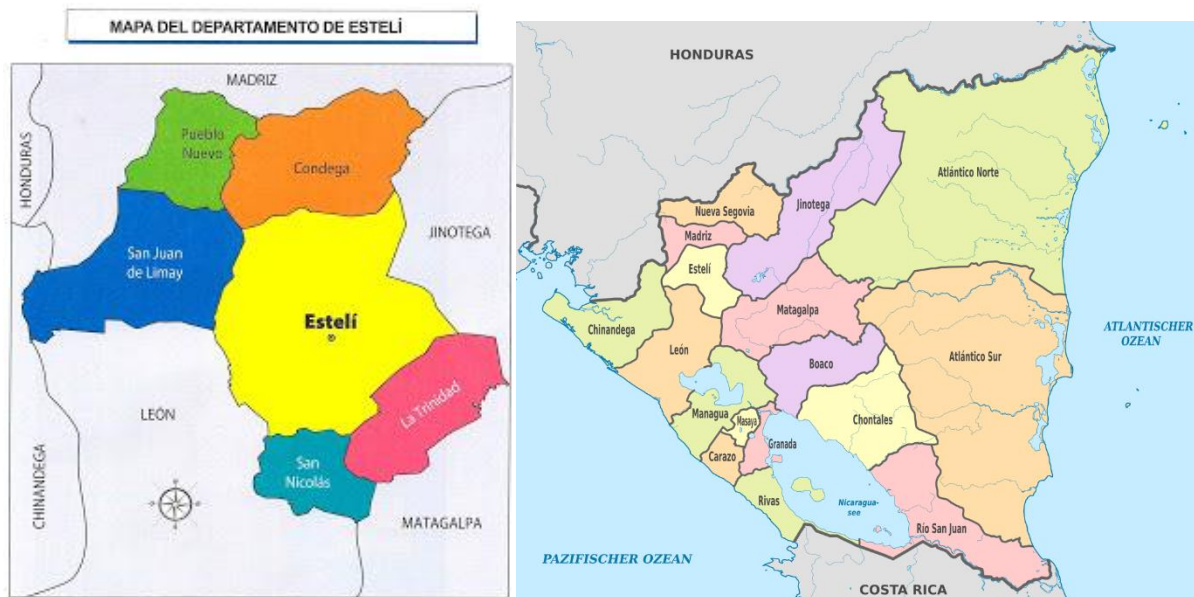 MAPA DEL DEPARTAMENTO DE ESTELÍ
MADRIZ
HONDURAS
Pueblo
Nuevo
Condega
JINOTEGA
San Juan
de Limay
Estelí
LEÓN
La Trinidad
San
Nicolás
CHINANDEGA
MATAGALPA
HONDURAS
Atlántico Norte
Jinotega
Nueva Segovia
Madriz
Estelí
Matagalpa
Chinandega
León
ATLANTISCHER
OZEAN
Boaco
Atlántico Sur
Managua
Masaya
Chontales
Granada
Carazo
Rivas
Nicaragua-
see
Río San Juan
PAZIFISCHER OZEAN
COSTA RICA